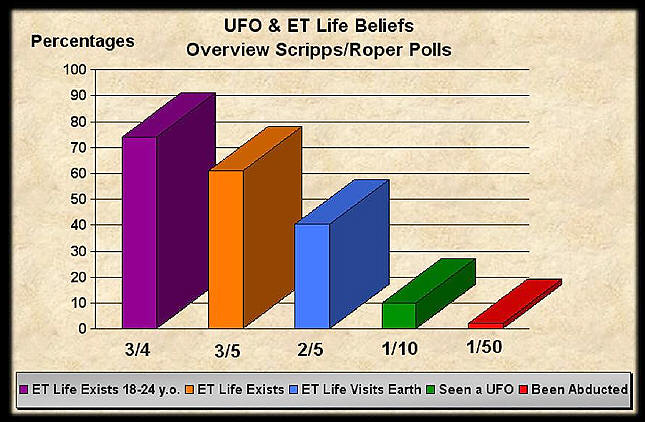 UFO & ET Life Beliefs
Overview Scripps/Roper Polls
Percentages
100
90
80
70
60
50
40
30
20
10
0
3/4 3/5 2/5 1/10 1/50
ET Life Exists 18-24 y.o. ET Life Exists ET Life Visits Earth Seen a UFO Been Abducted